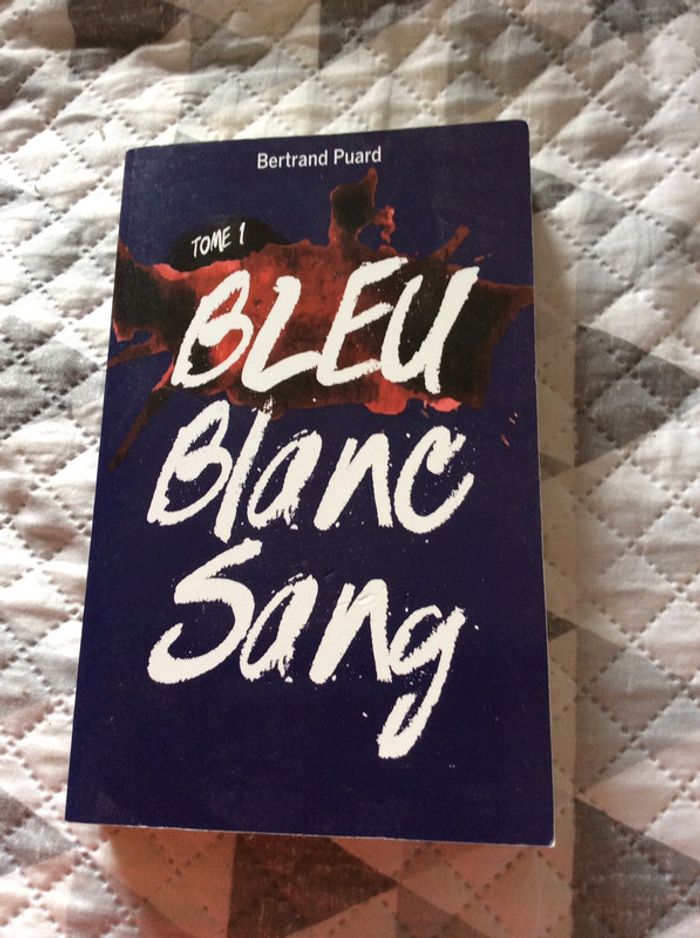 Bertrand Puard
TOME 1
BLEU
Blanc
Sang